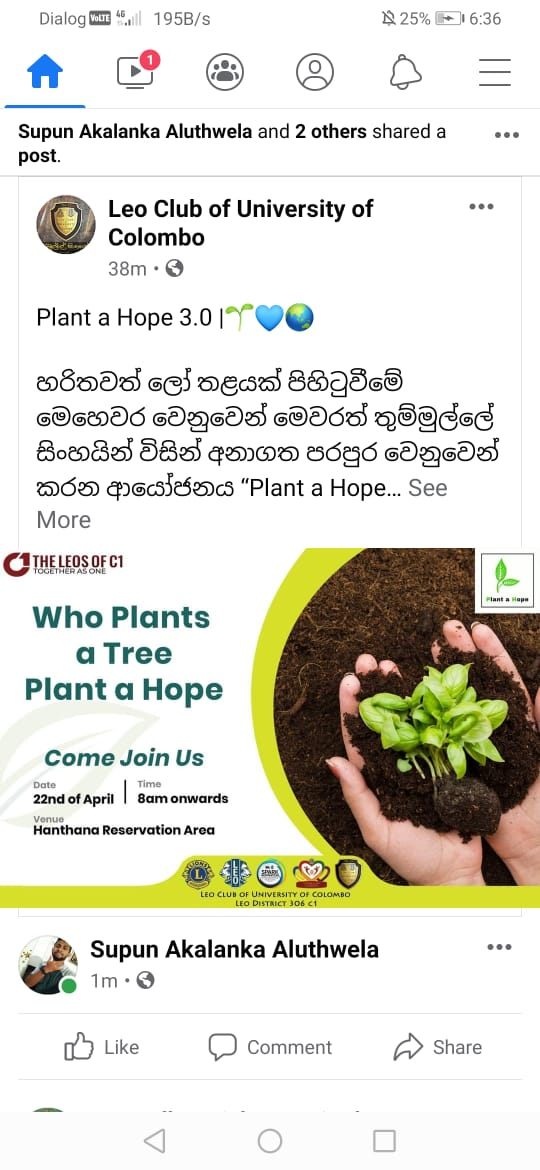 Dialog VoLTE 4G 195B/s 25% 6:36
1
Supun Akalanka Aluthwela and 2 others shared a
post.
Leo Club of University of
Colombo
38m
Plant a Hope 3.0 |🌱💙🌏
හරිතවත් ලෝ තළයක් පිහිටුවීමේ
මෙහෙවර වෙනුවෙන් මෙවරත් තුම්මුල්ලේ
සිංහයින් විසින් අනාගත පරපුර වෙනුවෙන්
කරන ආයෝජනය “Plant a Hope... See
More
C1 THE LEOS OF C1
TOGETHER AS ONE
Plant a Hope
Who Plants
a Tree
Plant a Hope
Come Join Us
Date
22nd of April
Time
8am onwards
Venue
Hanthana Reservation Area
LEO CLUB OF UNIVERSITY OF COLOMBO
LEO DISTRICT 306 C1
Supun Akalanka Aluthwela
1m
Like Comment Share